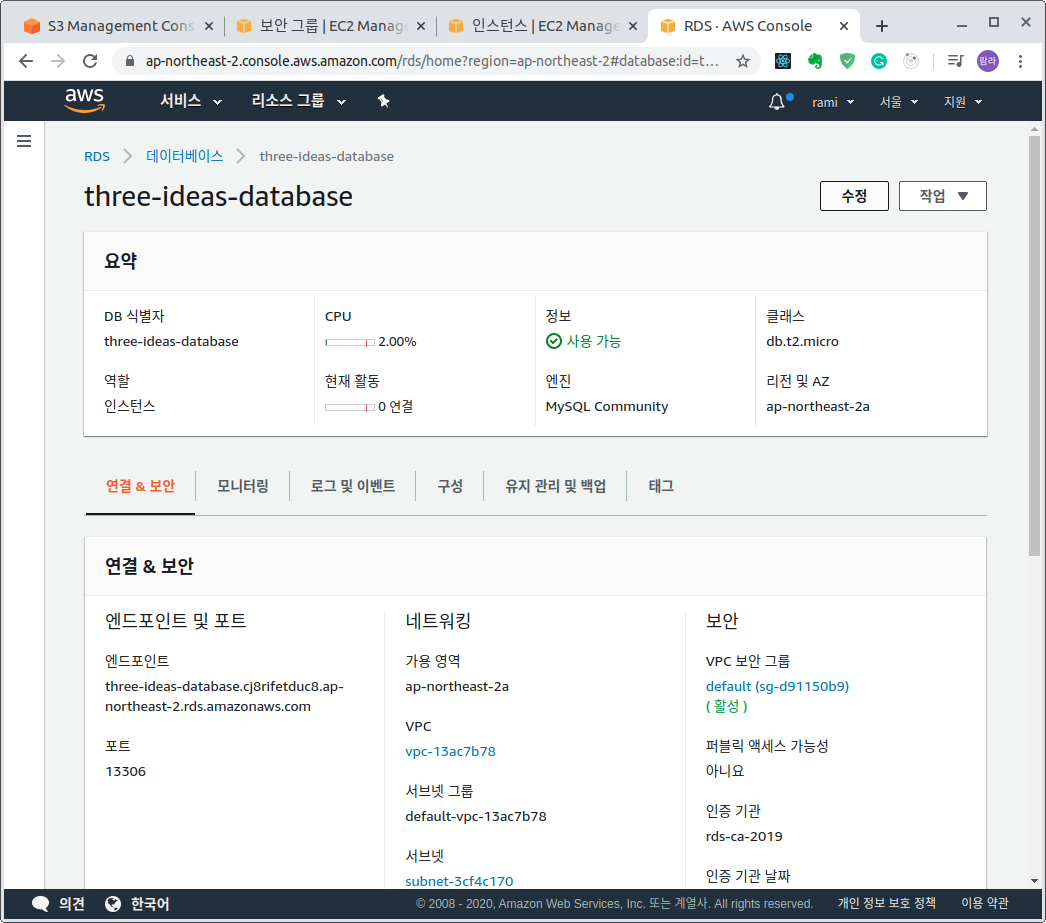 S3 Management Cons
보안 그룹 | EC2 Manage
인스턴스 | EC2 Manage
RDS · AWS Console
ap-northeast-2.console.aws.amazon.com/rds/home?region=ap-northeast-2#database:id=t…
람라
aws
서비스
리소스 그룹
rami
서울
지원
RDS
데이터베이스
three-ideas-database
three-ideas-database
수정
작업
요약
DB 식별자
three-ideas-database
CPU
2.00%
정보
사용 가능
클래스
db.t2.micro
역할
인스턴스
현재 활동
0 연결
엔진
MySQL Community
리전 및 AZ
ap-northeast-2a
연결 & 보안
모니터링
로그 및 이벤트
구성
유지 관리 및 백업
태그
연결 & 보안
엔드포인트 및 포트
엔드포인트
three-ideas-database.cj8rifetduc8.ap-
northeast-2.rds.amazonaws.com
포트
13306
네트워킹
가용 영역
ap-northeast-2a
VPC
vpc-13ac7b78
서브넷 그룹
default-vpc-13ac7b78
서브넷
subnet-3cf4c170
보안
VPC 보안 그룹
default (sg-d91150b9)
( 활성 )
퍼블릭 액세스 가능성
아니요
인증 기관
rds-ca-2019
인증 기관 날짜
의견
한국어
© 2008 - 2020, Amazon Web Services, Inc. 또는 계열사. All rights reserved.
개인 정보 보호 정책
이용 약관